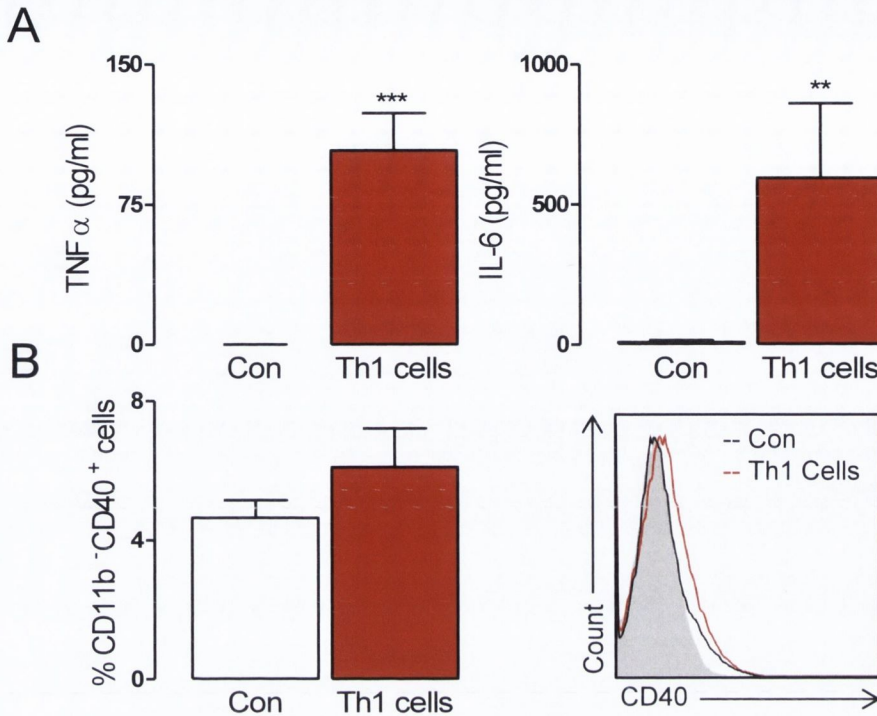 A
TNFα (pg/ml)
150
75
0
***
Con
Th1 cells
IL-6 (pg/ml)
1000
500
0
**
Con
Th1 cells
B
% CD11b⁻CD40⁺ cells
8
4
0
Con
Th1 cells
Count
-- Con
-- Th1 Cells
CD40